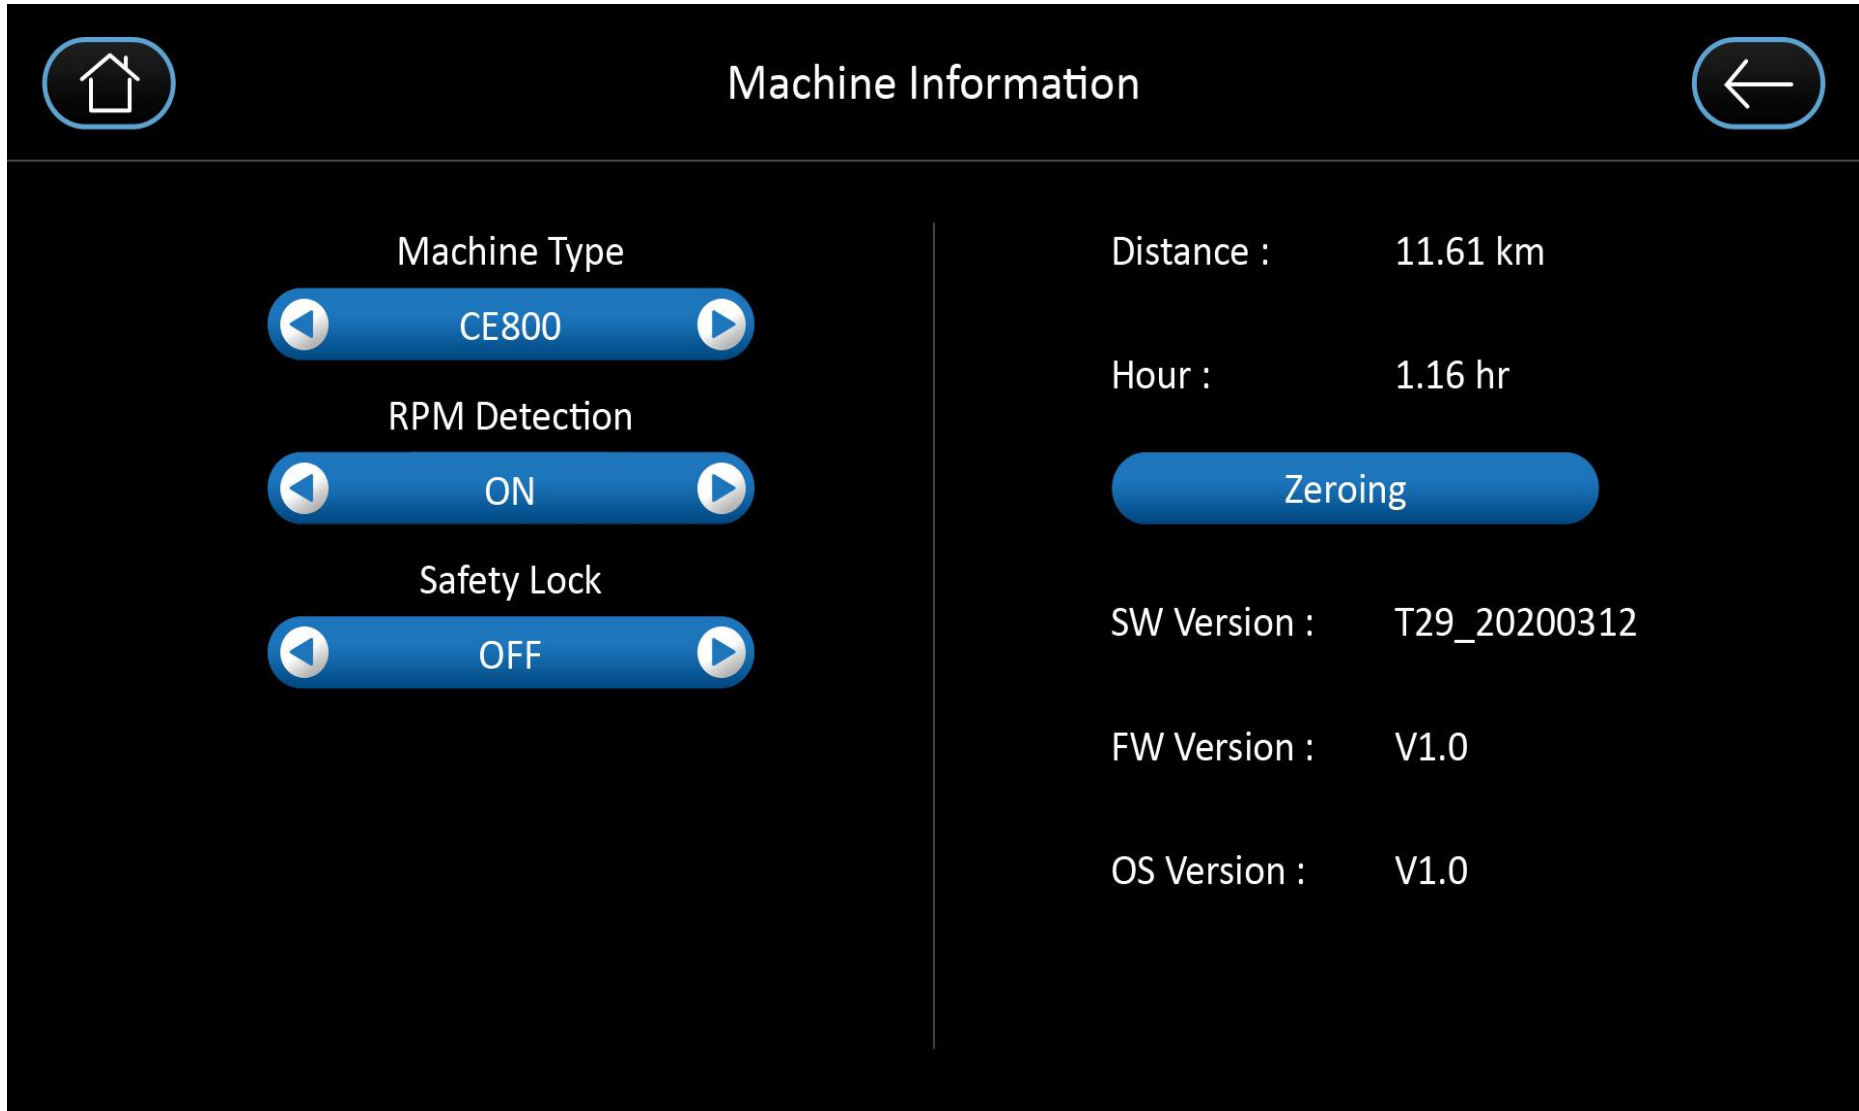 Machine Information
Machine Type
CE800
RPM Detection
ON
Safety Lock
OFF
Distance : 11.61 km
Hour : 1.16 hr
Zeroing
SW Version : T29_20200312
FW Version : V1.0
OS Version : V1.0